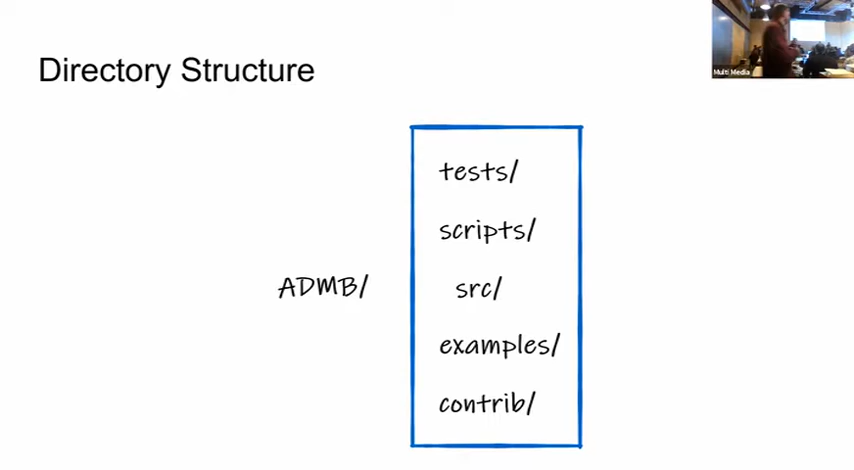 Directory Structure
Multi Media
tests/
scripts/
ADMB/
src/
examples/
contrib/